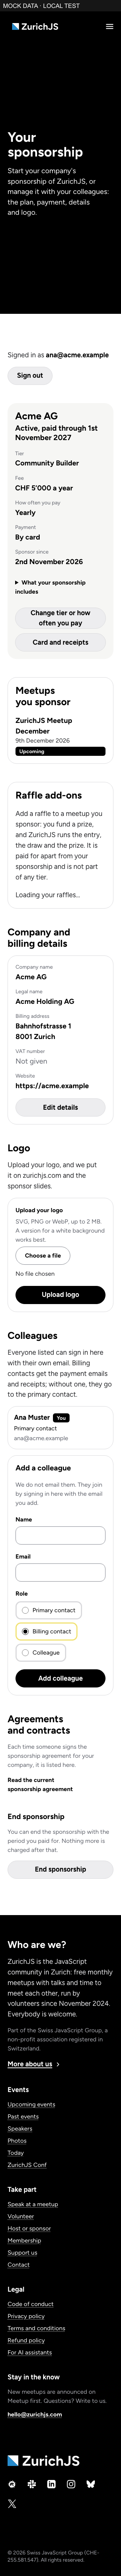 MOCK DATA · LOCAL TEST
ZurichJS
Your
sponsorship
Start your company's
sponsorship of ZurichJS, or
manage it with your colleagues:
the plan, payment, details
and logo.
Signed in as ana@acme.example
Sign out
Acme AG
Active, paid through 1st
November 2027
Tier
Community Builder
Fee
CHF 5'000 a year
How often you pay
Yearly
Payment
By card
Sponsor since
2nd November 2026
What your sponsorship
includes
Change tier or how
often you pay
Card and receipts
Meetups
you sponsor
ZurichJS Meetup
December
9th December 2026
Upcoming
Raffle add-ons
Add a raffle to a meetup you
sponsor: you fund a prize,
and ZurichJS runs the entry,
the draw and the prize. It is
paid for apart from your
sponsorship and is not part
of any tier.
Loading your raffles...
Company and
billing details
Company name
Acme AG
Legal name
Acme Holding AG
Billing address
Bahnhofstrasse 1
8001 Zurich
VAT number
Not given
Website
https://acme.example
Edit details
Logo
Upload your logo, and we put
it on zurichjs.com and the
sponsor slides.
Upload your logo
SVG, PNG or WebP, up to 2 MB.
A version for a white background
works best.
Choose a file
No file chosen
Upload logo
Colleagues
Everyone listed can sign in here
with their own email. Billing
contacts get the payment emails
and receipts; without one, they go
to the primary contact.
Ana Muster You
Primary contact
ana@acme.example
Add a colleague
We do not email them. They join
by signing in here with the email
you add.
Name
Email
Role
Primary contact
Billing contact
Colleague
Add colleague
Agreements
and contracts
Each time someone signs the
sponsorship agreement for your
company, it is listed here.
Read the current
sponsorship agreement
End sponsorship
You can end the sponsorship with the
period you paid for. Nothing more is
charged after that.
End sponsorship
Who are we?
ZurichJS is the JavaScript
community in Zurich: free monthly
meetups with talks and time to
meet each other, run by
volunteers since November 2024.
Everybody is welcome.
Part of the Swiss JavaScript Group, a
non-profit association registered in
Switzerland.
More about us
Events
Upcoming events
Past events
Speakers
Photos
Today
ZurichJS Conf
Take part
Speak at a meetup
Volunteer
Host or sponsor
Membership
Support us
Contact
Legal
Code of conduct
Privacy policy
Terms and conditions
Refund policy
For AI assistants
Stay in the know
New meetups are announced on
Meetup first. Questions? Write to us.
hello@zurichjs.com
ZurichJS
© 2026 Swiss JavaScript Group (CHE-
255.581.547). All rights reserved.